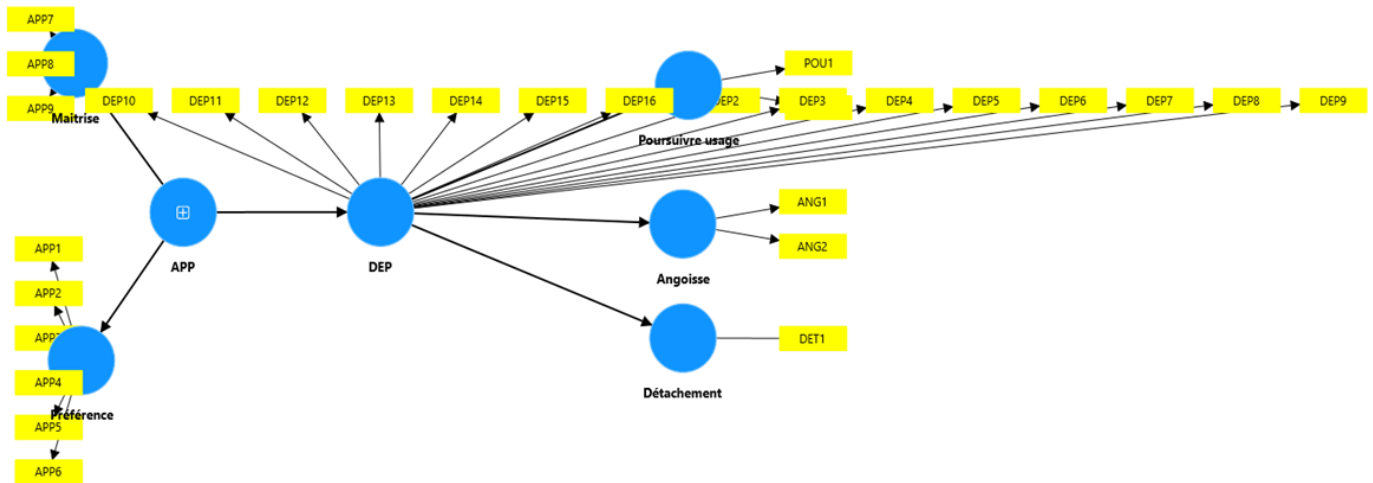 APP7
APP8
APP9
Maitrise
DEP10
DEP11
DEP12
DEP13
DEP14
DEP15
DEP16
DEP2
DEP3
DEP4
DEP5
DEP6
DEP7
DEP8
DEP9
POU1
Poursuivre usage
APP
DEP
ANG1
ANG2
Angoisse
DET1
Détachement
APP1
APP2
APP4
Préférence
APP5
APP6